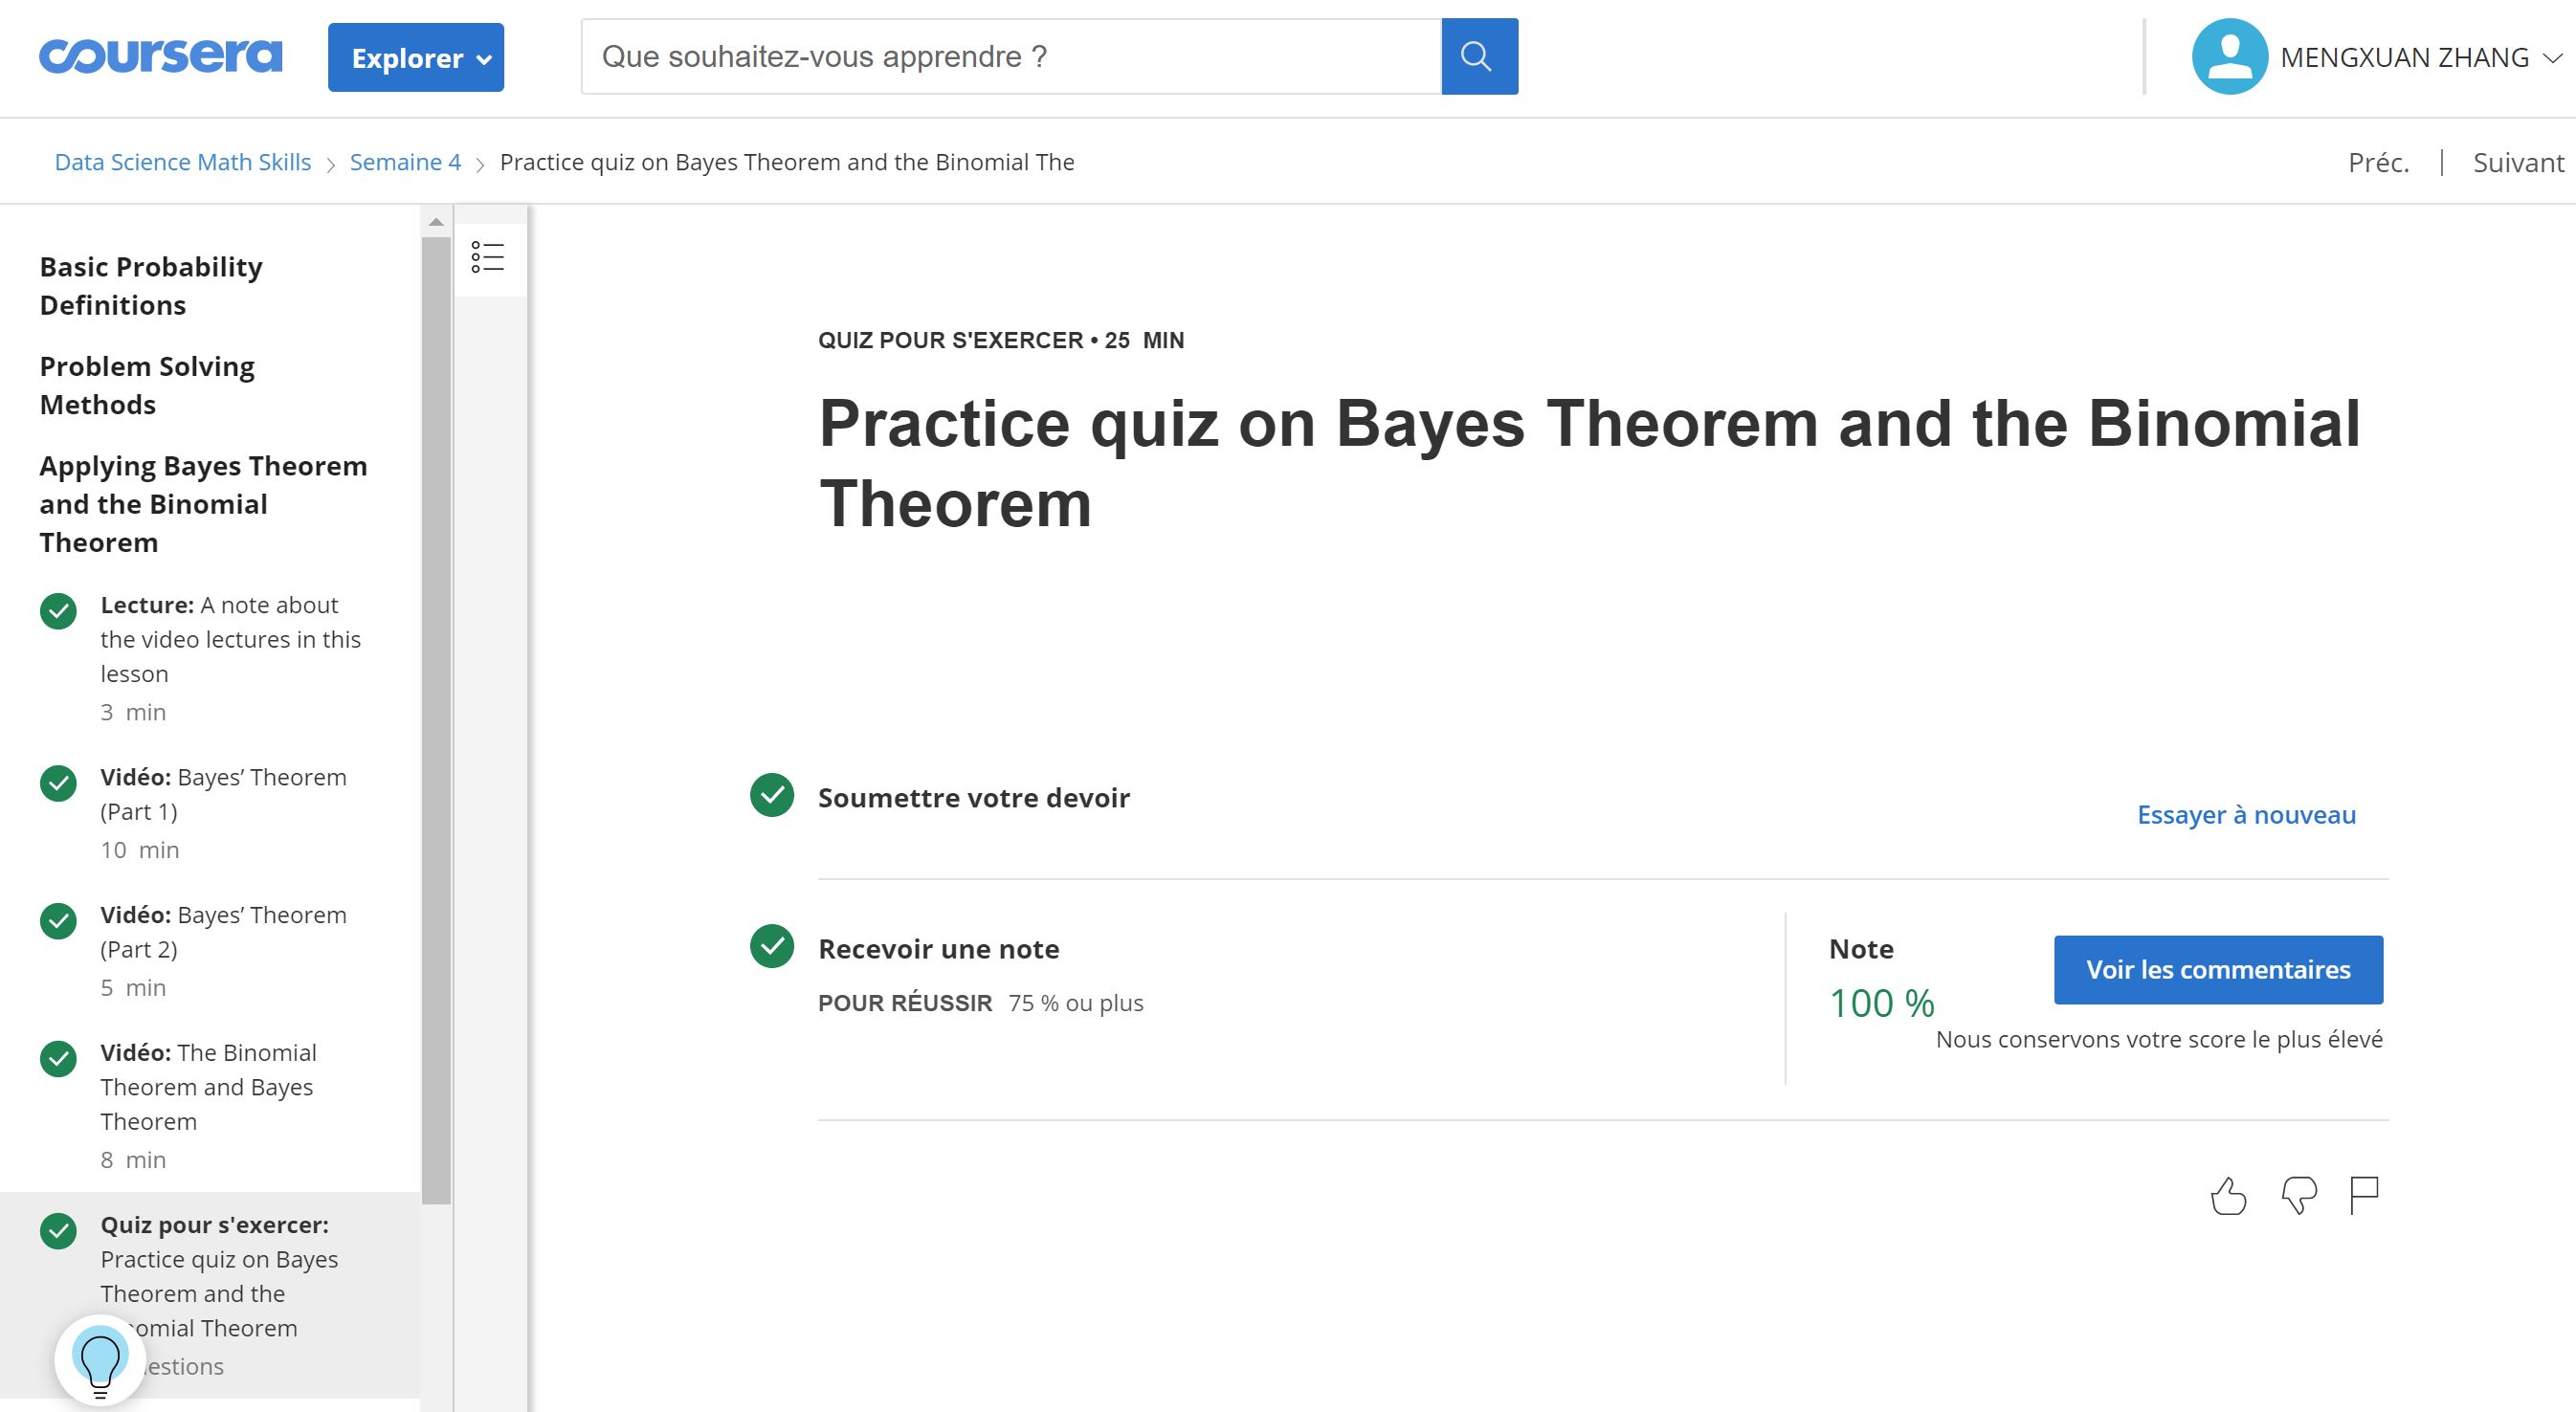 coursera
Explorer
Que souhaitez-vous apprendre ?
MENGXUAN ZHANG
Data Science Math Skills
Semaine 4
Practice quiz on Bayes Theorem and the Binomial The
Préc.
Suivant
Basic Probability
Definitions
Problem Solving
Methods
Applying Bayes Theorem
and the Binomial
Theorem
Lecture: A note about
the video lectures in this
lesson
3 min
Vidéo: Bayes’ Theorem
(Part 1)
10 min
Vidéo: Bayes’ Theorem
(Part 2)
5 min
Vidéo: The Binomial
Theorem and Bayes
Theorem
8 min
Quiz pour s'exercer:
Practice quiz on Bayes
Theorem and the
Theorem
QUIZ POUR S'EXERCER • 25 MIN
Practice quiz on Bayes Theorem and the Binomial
Theorem
Soumettre votre devoir
Essayer à nouveau
Recevoir une note
POUR RÉUSSIR 75 % ou plus
Note
100 %
Voir les commentaires
Nous conservons votre score le plus élevé